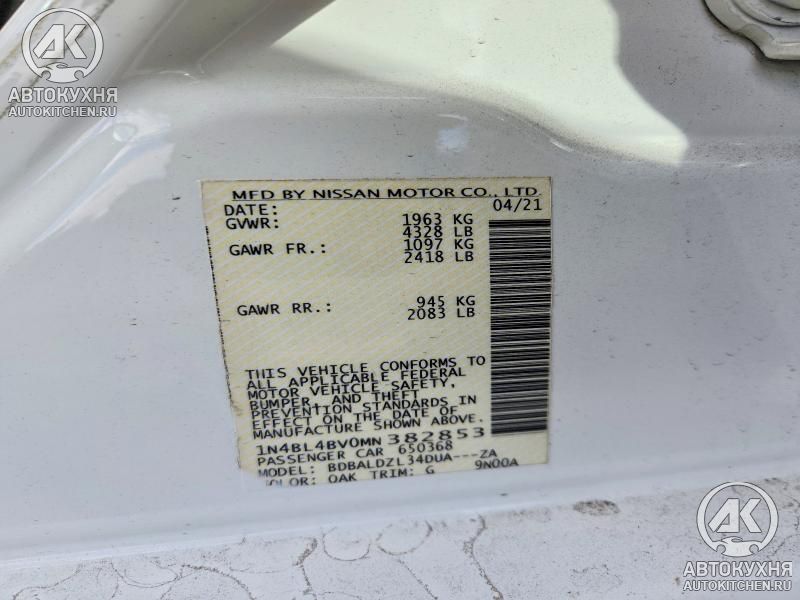 АК
АВТОКУХНЯ
AUTOKITCHEN.RU
MFD BY NISSAN MOTOR CO., LTD.
DATE: 04/21
GVWR: 1963 KG
4328 LB
GAWR FR.: 1097 KG
2418 LB
GAWR RR.: 945 KG
2083 LB
THIS VEHICLE CONFORMS TO
ALL APPLICABLE FEDERAL
MOTOR VEHICLE SAFETY,
BUMPER, AND THEFT
PREVENTION STANDARDS IN
EFFECT ON THE DATE OF
MANUFACTURE SHOWN ABOVE.
1N4BL4BV0MN382853
PASSENGER CAR 650368
MODEL: BDBALDZL34DUA---ZA
COLOR: QAK TRIM: G 9N00A
АК
АВТОКУХНЯ
AUTOKITCHEN.RU